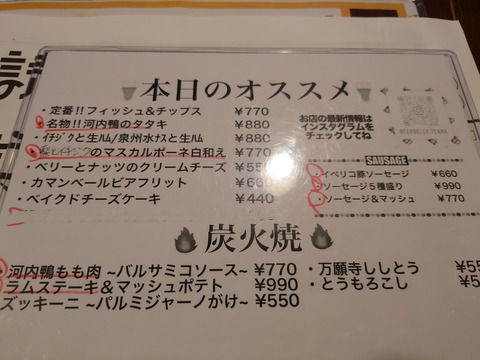 本日のオススメ
・定番!!フィッシュ&チップス ¥770
・名物!!河内鴨のタタキ ¥880
・イチジクと生ハム/泉州水ナスと生ハム ¥880
のマスカルポーネ白和え ¥770
・ベリーとナッツのクリームチーズ ¥55
・カマンベールビアフリット ¥660
・ベイクドチーズケーキ ¥440
お店の最新情報は
インスタグラムを
チェックしてね
SAUSAGE
・イベリコ豚ソーセージ ¥660
・ソーセージ5種盛り ¥990
・ソーセージ&マッシュ ¥770
炭火焼
・河内鴨もも肉 ~バルサミコソース~ ¥770
ラムステーキ&マッシュポテト ¥990
ズッキーニ ~パルミジャーノがけ~ ¥550
・万願寺ししとう ¥55
・とうもろこし ¥5